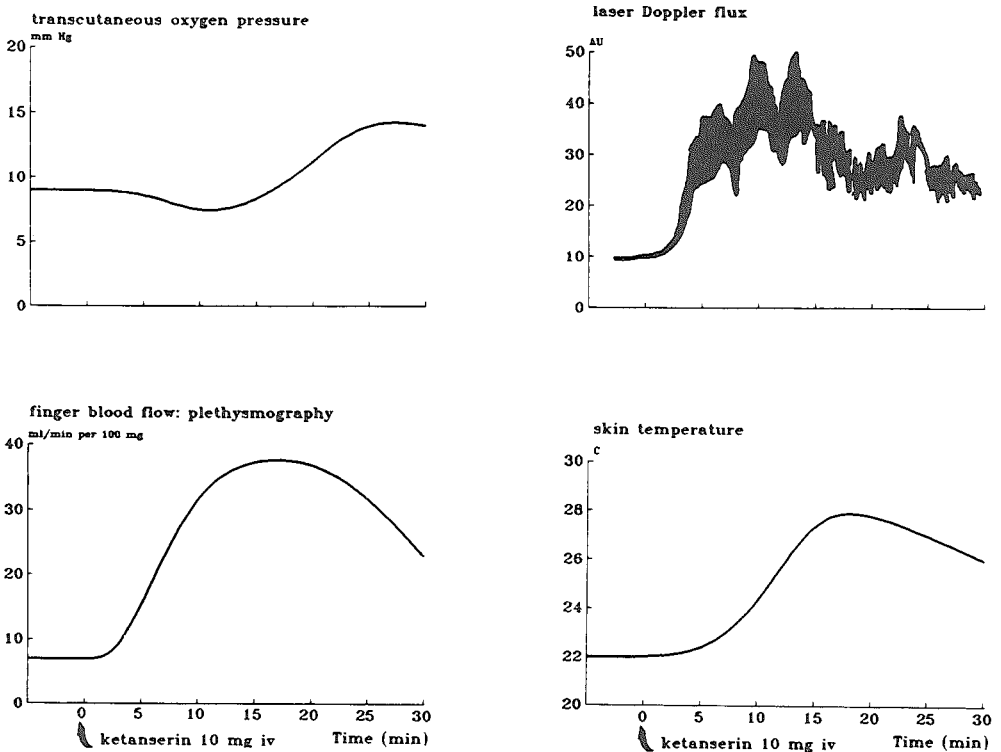 transcutaneous oxygen pressure
mm Hg
20
15
10
5
0
laser Doppler flux
AU
50
40
30
20
10
0
finger blood flow: plethysmography
ml/min per 100 mg
40
30
20
10
0
0 5 10 15 20 25 30
ketanserin 10 mg iv Time (min)
skin temperature
C
30
28
26
24
22
20
0 5 10 15 20 25 30
ketanserin 10 mg iv Time (min)